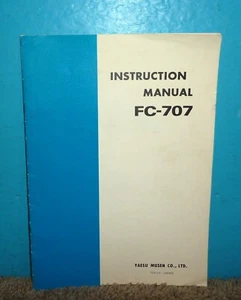 INSTRUCTION
MANUAL
FC-707
YAESU MUSEN CO., LTD.